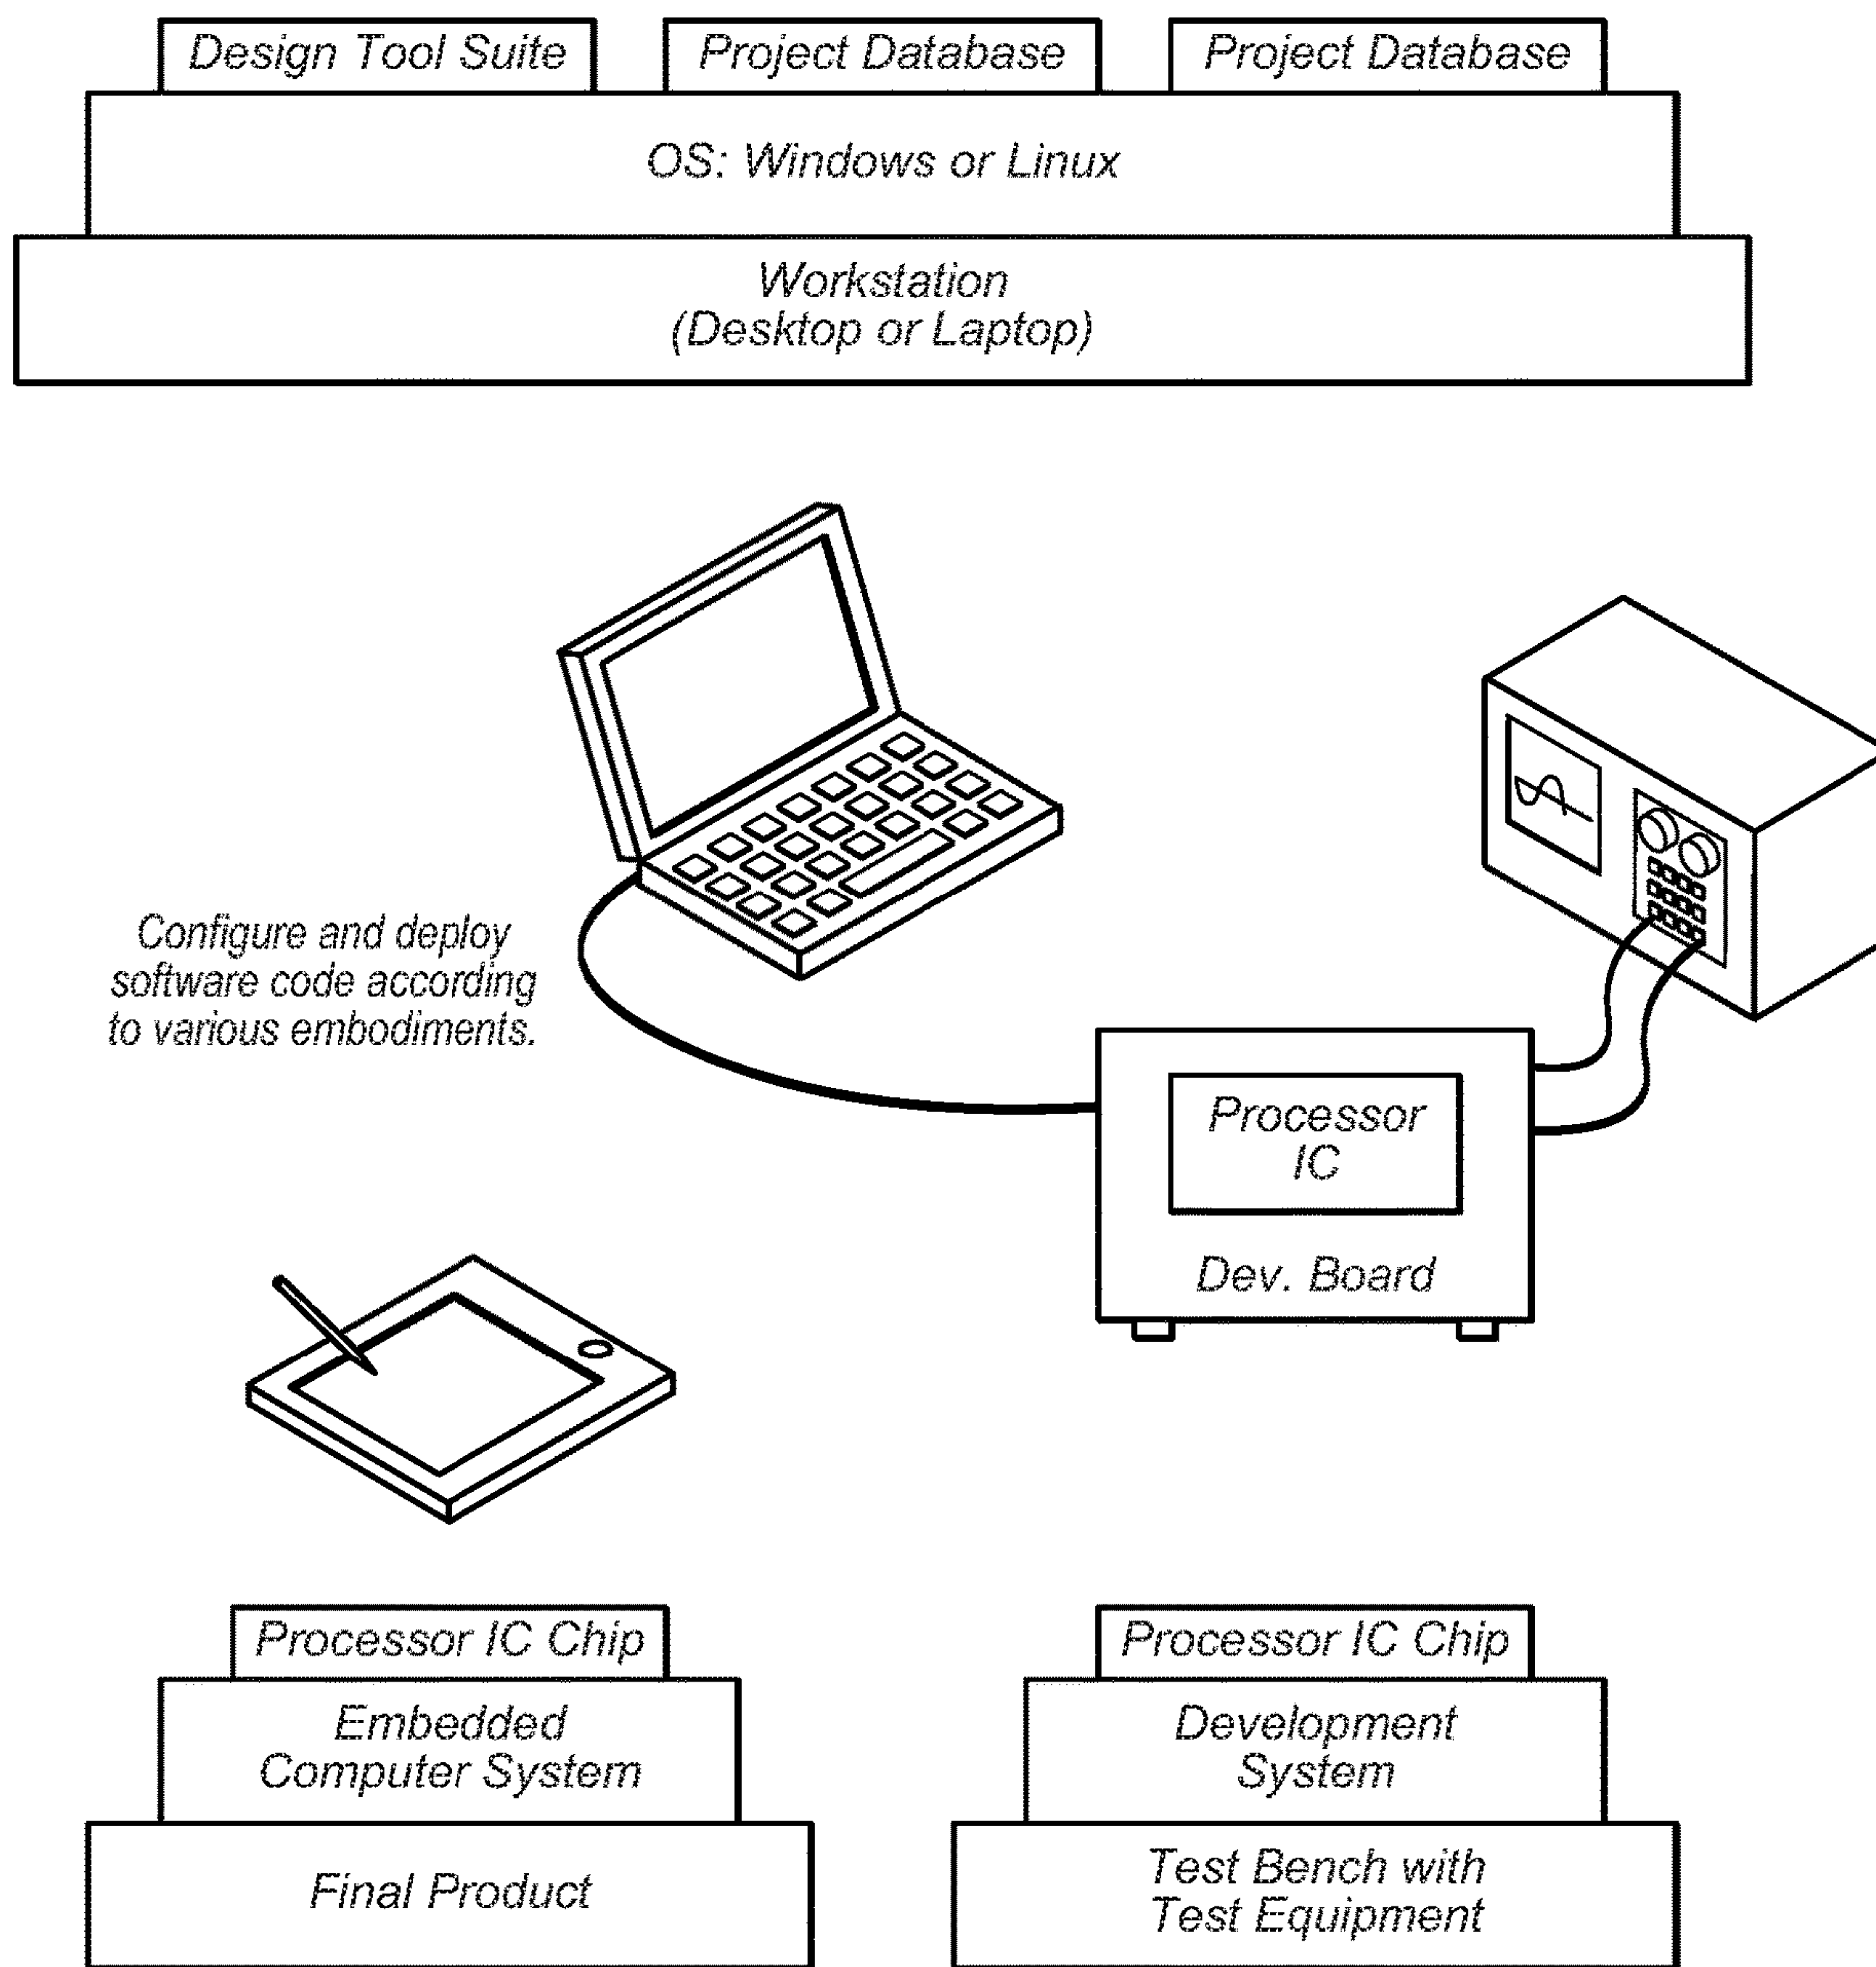 Design Tool Suite
Project Database
Project Database
OS: Windows or Linux
Workstation
(Desktop or Laptop)
Configure and deploy
software code according
to various embodiments.
Processor
IC
Dev. Board
Processor IC Chip
Embedded
Computer System
Final Product
Processor IC Chip
Development
System
Test Bench with
Test Equipment